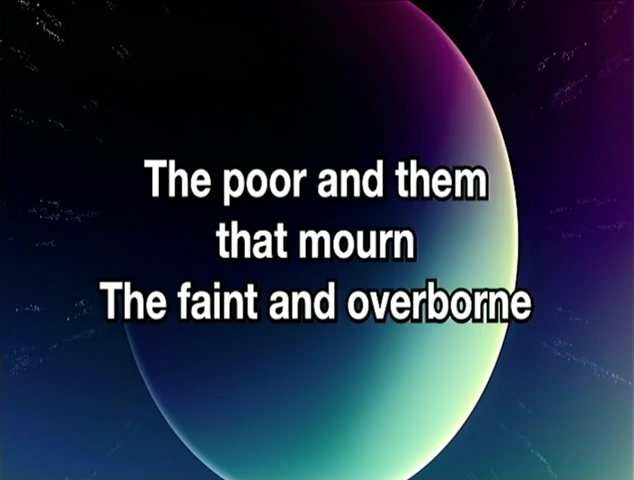 The poor and them
that mourn
The faint and overborne